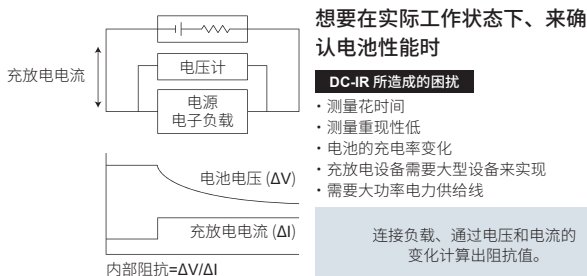 充放电电流
电压计
电源
电子负载
电池电压 (ΔV)
充放电电流 (ΔI)
内部阻抗=ΔV/ΔI
想要在实际工作状态下、来确
认电池性能时
DC-IR 所造成的困扰
・测量花时间
・测量重现性低
・电池的充电率变化
・充放电设备需要大型设备来实现
・需要大功率电力供给线
连接负载、通过电压和电流的
变化计算出阻抗值。